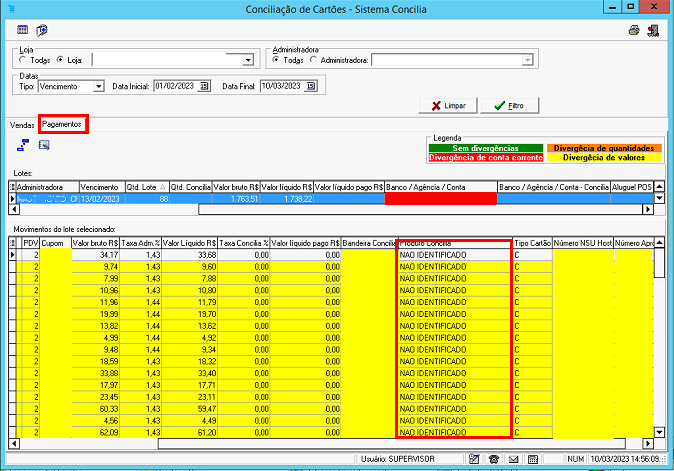 Conciliação de Cartões - Sistema Concilia
Loja
Todas Loja:
Administradora
Todas Administradora:
Datas
Tipo: Vencimento Data Inicial: 01/02/2023 Data Final: 10/03/2023
Limpar Filtro
Vendas Pagamentos
Legenda
Sem divergências Divergêcia de quantidades
Divergêcia de conta corrente Divergêcia de valores
Lotes:
Administradora Vencimento Qtd. Lote Qtd. Concilia Valor bruto R$ Valor líquido R$ Valor líquido pago R$ Banco / Agência / Conta Banco / Agência / Conta - Concilia Aluguel POS
13/02/2023 88 1.763,51 1.738,22
Movimentos do lote selecionado:
PDV Cupom Valor bruto R$ Taxa Adm.% Valor Líquido R$ Taxa Concilia % Valor líquido pago R$ Bandeira Concilia Produto Concilia Tipo Cartão Número NSU Host Número Apro
2 34,17 1,43 33,68 0,00 0,00 NAO IDENTIFICADO C
2 9,74 1,43 9,60 0,00 0,00 NAO IDENTIFICADO C
2 7,99 1,43 7,88 0,00 0,00 NAO IDENTIFICADO C
2 10,96 1,43 10,80 0,00 0,00 NAO IDENTIFICADO C
2 11,96 1,44 11,79 0,00 0,00 NAO IDENTIFICADO C
2 19,99 1,44 19,70 0,00 0,00 NAO IDENTIFICADO C
2 13,82 1,44 13,62 0,00 0,00 NAO IDENTIFICADO C
2 4,99 1,44 4,92 0,00 0,00 NAO IDENTIFICADO C
2 9,48 1,44 9,34 0,00 0,00 NAO IDENTIFICADO C
2 18,59 1,43 18,32 0,00 0,00 NAO IDENTIFICADO C
2 33,88 1,43 33,40 0,00 0,00 NAO IDENTIFICADO C
2 17,97 1,43 17,71 0,00 0,00 NAO IDENTIFICADO C
2 23,45 1,43 23,11 0,00 0,00 NAO IDENTIFICADO C
2 60,33 1,43 59,47 0,00 0,00 NAO IDENTIFICADO C
2 4,56 1,43 4,49 0,00 0,00 NAO IDENTIFICADO C
2 62,09 1,43 61,20 0,00 0,00 NAO IDENTIFICADO C
Usuário: SUPERVISOR NUM 10/03/2023 14:56:09